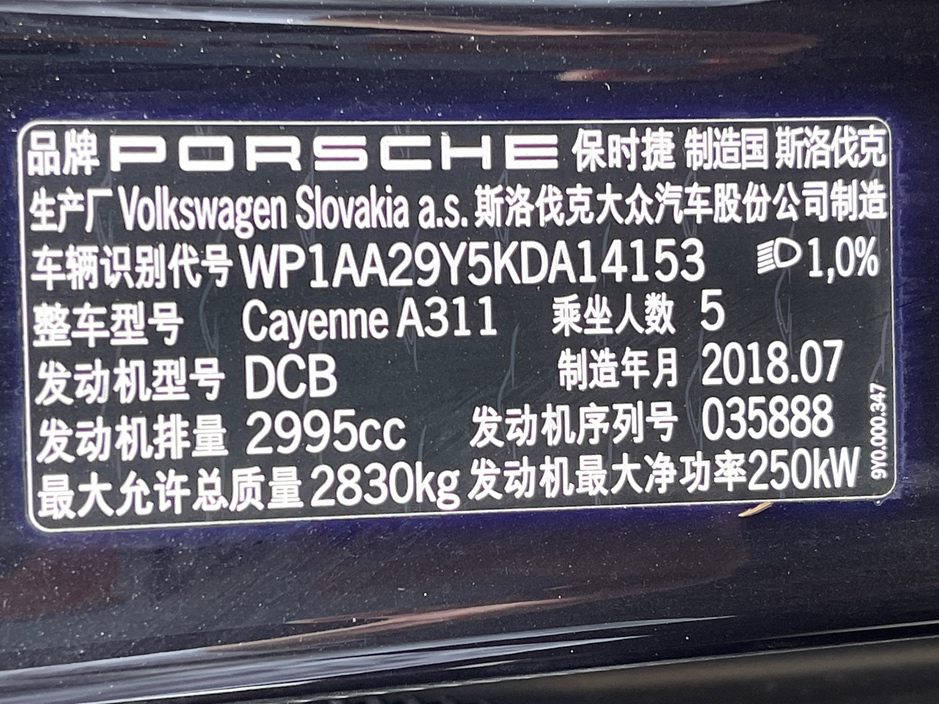 品牌 PORSCHE 保时捷 制造国 斯洛伐克
生产厂 Volkswagen Slovakia a.s. 斯洛伐克大众汽车股份公司制造
车辆识别代号 WP1AA29Y5KDA14153 1,0%
整车型号 Cayenne A311 乘坐人数 5
发动机型号 DCB 制造年月 2018.07
发动机排量 2995cc 发动机序列号 035888
最大允许总质量 2830kg 发动机最大净功率 250kW
9Y0.000.347